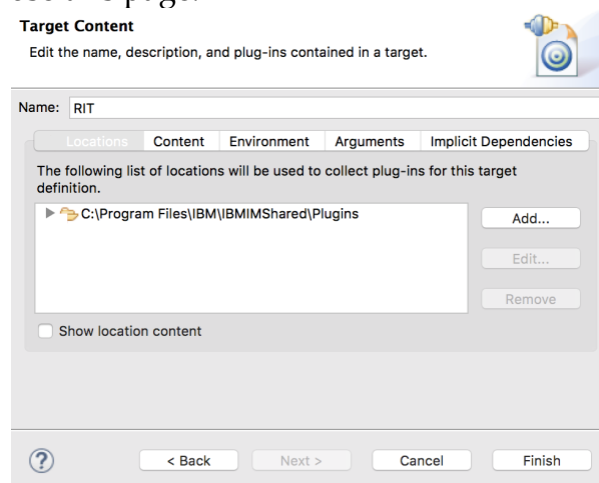 this page.
Target Content
Edit the name, description, and plug-ins contained in a target.
Name: RIT
Locations Content Environment Arguments Implicit Dependencies
The following list of locations will be used to collect plug-ins for this target
definition.
C:\Program Files\IBM\IBMIMShared\Plugins
Add...
Edit...
Remove
Show location content
? < Back Next > Cancel Finish